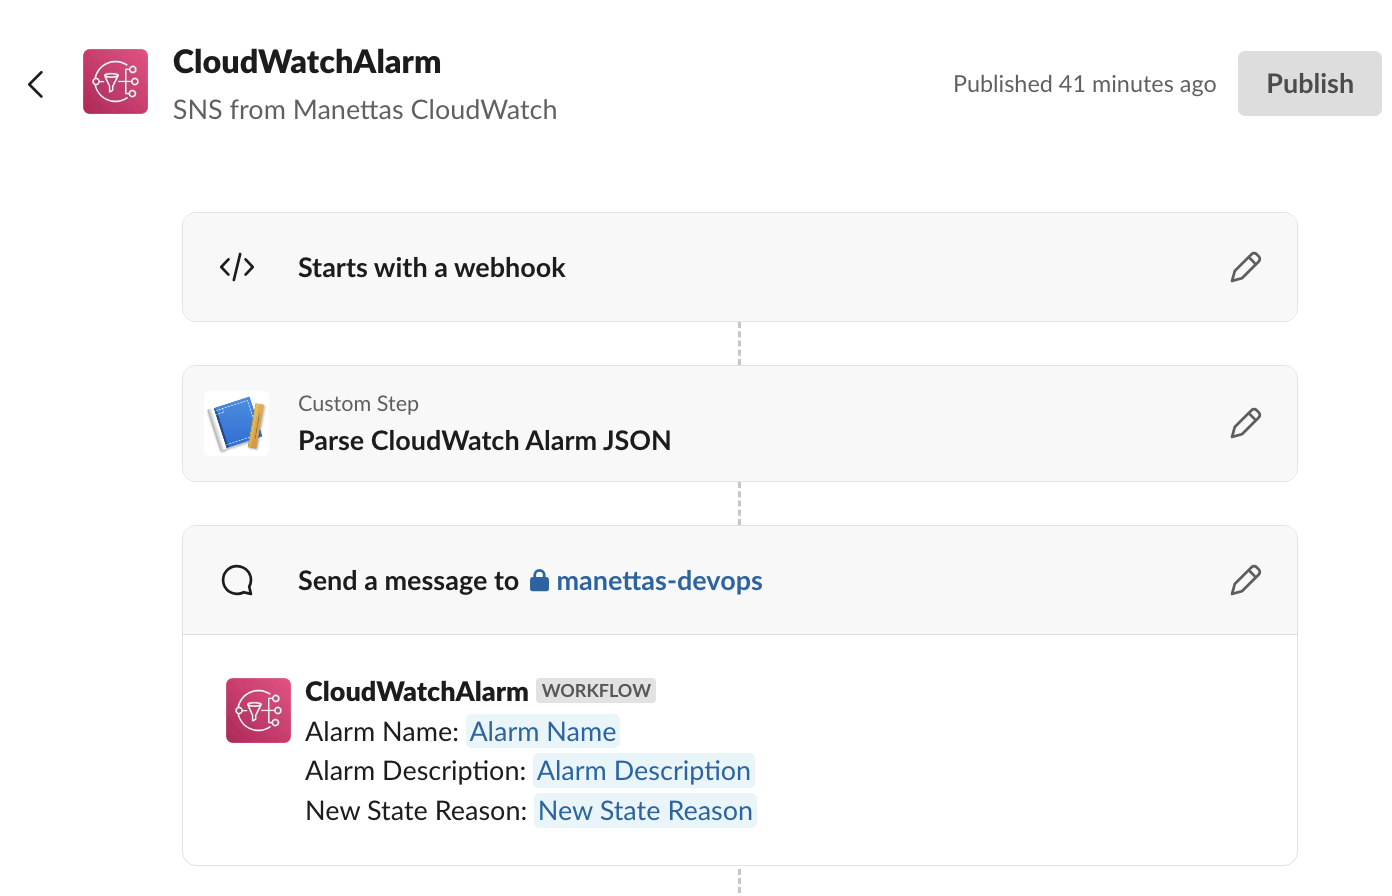 CloudWatchAlarm
SNS from Manettas CloudWatch
Published 41 minutes ago
Publish
Starts with a webhook
Custom Step
Parse CloudWatch Alarm JSON
Send a message to manettas-devops
CloudWatchAlarm WORKFLOW
Alarm Name: Alarm Name
Alarm Description: Alarm Description
New State Reason: New State Reason